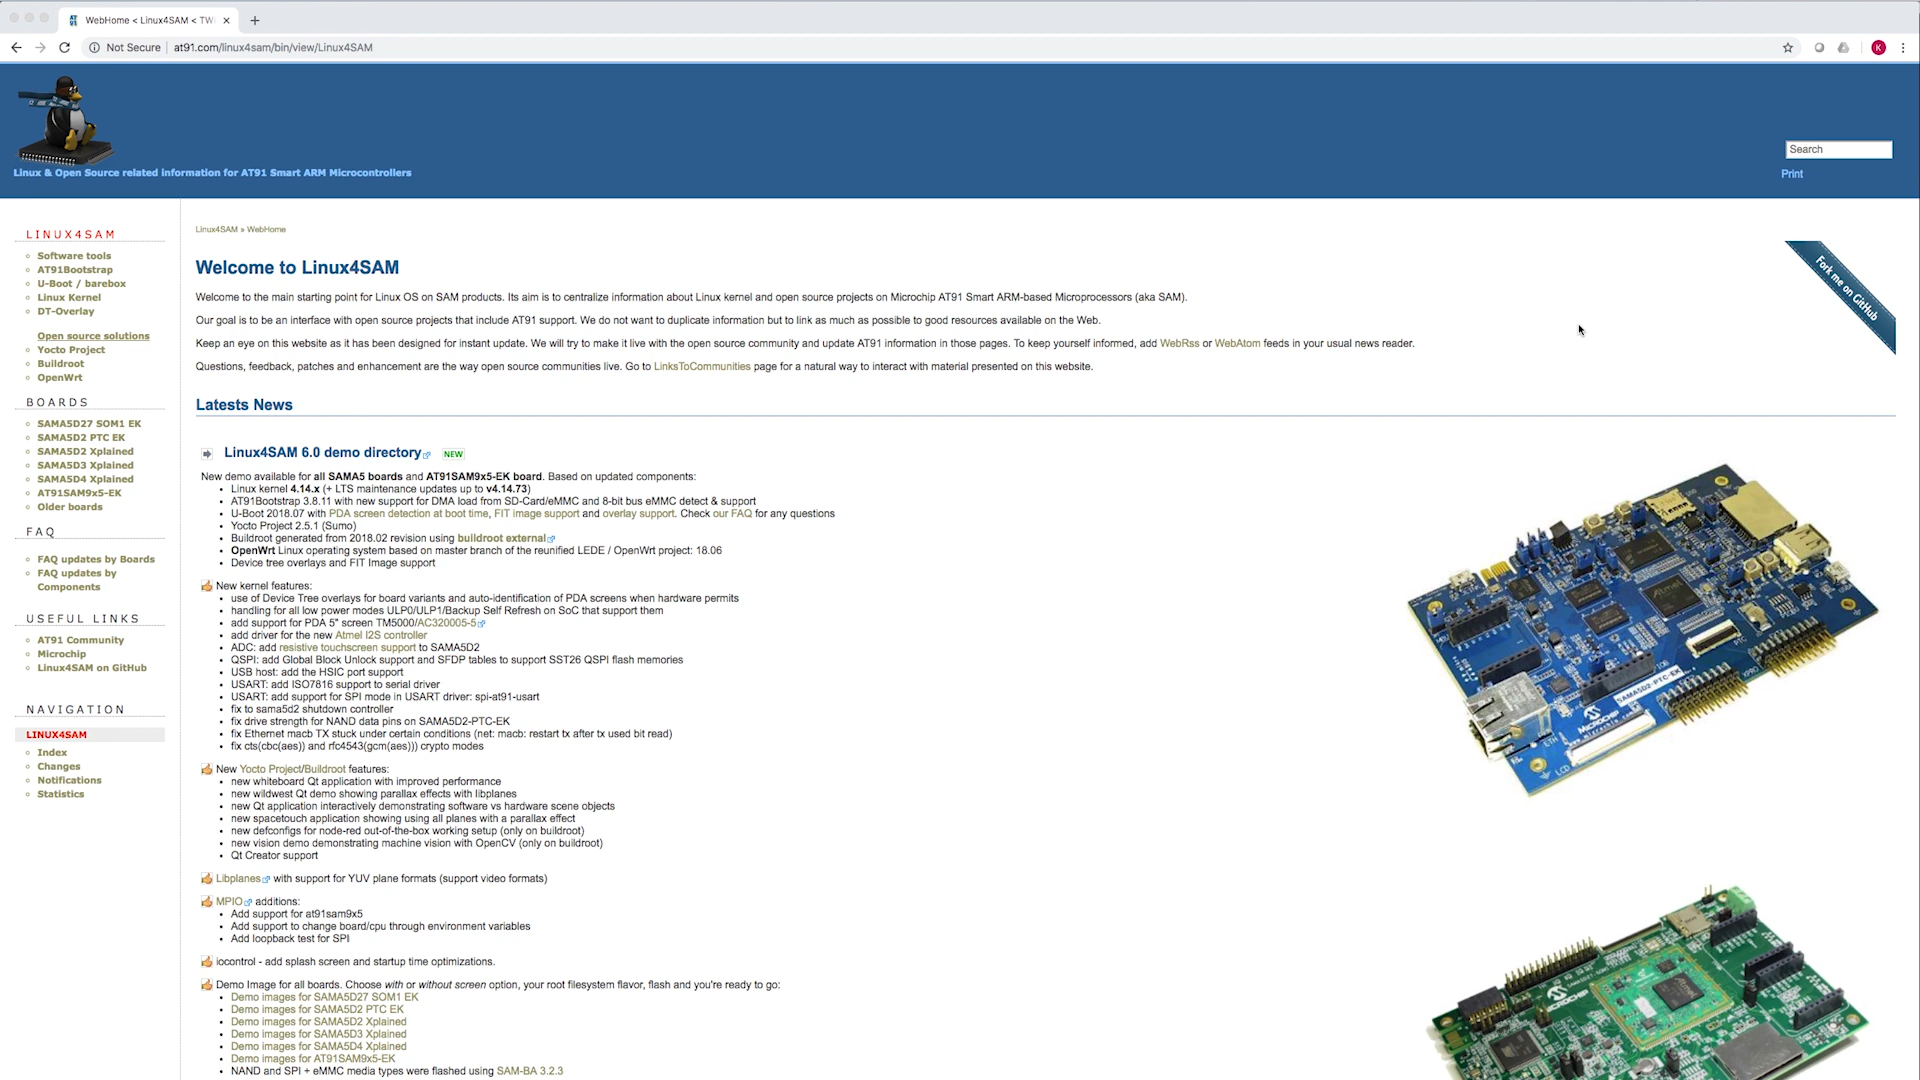 WebHome < Linux4SAM < TW
Not Secure
at91.com/linux4sam/bin/view/Linux4SAM
K
Search
Print
Linux & Open Source related information for AT91 Smart ARM Microcontrollers
LINUX4SAM
Software tools
AT91Bootstrap
U-Boot / barebox
Linux Kernel
DT-Overlay
Open source solutions
Yocto Project
Buildroot
OpenWrt
BOARDS
SAMA5D27 SOM1 EK
SAMA5D2 PTC EK
SAMA5D2 Xplained
SAMA5D3 Xplained
SAMA5D4 Xplained
AT91SAM9x5-EK
Older boards
FAQ
FAQ updates by Boards
FAQ updates by
Components
USEFUL LINKS
AT91 Community
Microchip
Linux4SAM on GitHub
NAVIGATION
LINUX4SAM
Index
Changes
Notifications
Statistics
Linux4SAM » WebHome
Welcome to Linux4SAM
Fork me on GitHub
Welcome to the main starting point for Linux OS on SAM products. Its aim is to centralize information about Linux kernel and open source projects on Microchip AT91 Smart ARM-based Microprocessors (aka SAM).
Our goal is to be an interface with open source projects that include AT91 support. We do not want to duplicate information but to link as much as possible to good resources available on the Web.
Keep an eye on this website as it has been designed for instant update. We will try to make it live with the open source community and update AT91 information in those pages. To keep yourself informed, add WebRss or WebAtom feeds in your usual news reader.
Questions, feedback, patches and enhancement are the way open source communities live. Go to LinksToCommunities page for a natural way to interact with material presented on this website.
Latests News
Linux4SAM 6.0 demo directory NEW
New demo available for all SAMA5 boards and AT91SAM9x5-EK board. Based on updated components:
Linux kernel 4.14.x (+ LTS maintenance updates up to v4.14.73)
AT91Bootstrap 3.8.11 with new support for DMA load from SD-Card/eMMC and 8-bit bus eMMC detect & support
U-Boot 2018.07 with PDA screen detection at boot time, FIT image support and overlay support. Check our FAQ for any questions
Yocto Project 2.5.1 (Sumo)
Buildroot generated from 2018.02 revision using buildroot external
OpenWrt Linux operating system based on master branch of the reunified LEDE / OpenWrt project: 18.06
Device tree overlays and FIT Image support
New kernel features:
use of Device Tree overlays for board variants and auto-identification of PDA screens when hardware permits
handling for all low power modes ULP0/ULP1/Backup Self Refresh on SoC that support them
add support for PDA 5" screen TM5000/AC320005-5
add driver for the new Atmel I2S controller
ADC: add resistive touchscreen support to SAMA5D2
QSPI: add Global Block Unlock support and SFDP tables to support SST26 QSPI flash memories
USB host: add the HSIC port support
USART: add ISO7816 support to serial driver
USART: add support for SPI mode in USART driver: spi-at91-usart
fix to sama5d2 shutdown controller
fix drive strength for NAND data pins on SAMA5D2-PTC-EK
fix Ethernet macb TX stuck under certain conditions (net: macb: restart tx after tx used bit read)
fix cts(cbc(aes)) and rfc4543(gcm(aes))) crypto modes
New Yocto Project/Buildroot features:
new whiteboard Qt application with improved performance
new wildwest Qt demo showing parallax effects with libplanes
new Qt application interactively demonstrating software vs hardware scene objects
new spacetouch application showing using all planes with a parallax effect
new defconfigs for node-red out-of-the-box working setup (only on buildroot)
new vision demo demonstrating machine vision with OpenCV (only on buildroot)
Qt Creator support
Libplanes with support for YUV plane formats (support video formats)
MPIO additions:
Add support for at91sam9x5
Add support to change board/cpu through environment variables
Add loopback test for SPI
iocontrol - add splash screen and startup time optimizations.
Demo Image for all boards. Choose with or without screen option, your root filesystem flavor, flash and you're ready to go:
Demo images for SAMA5D27 SOM1 EK
Demo images for SAMA5D2 PTC EK
Demo images for SAMA5D2 Xplained
Demo images for SAMA5D3 Xplained
Demo images for SAMA5D4 Xplained
Demo images for AT91SAM9x5-EK
NAND and SPI + eMMC media types were flashed using SAM-BA 3.2.3
SAMA5D2-PTC-EK
MICROCHIP
ETH
LCD